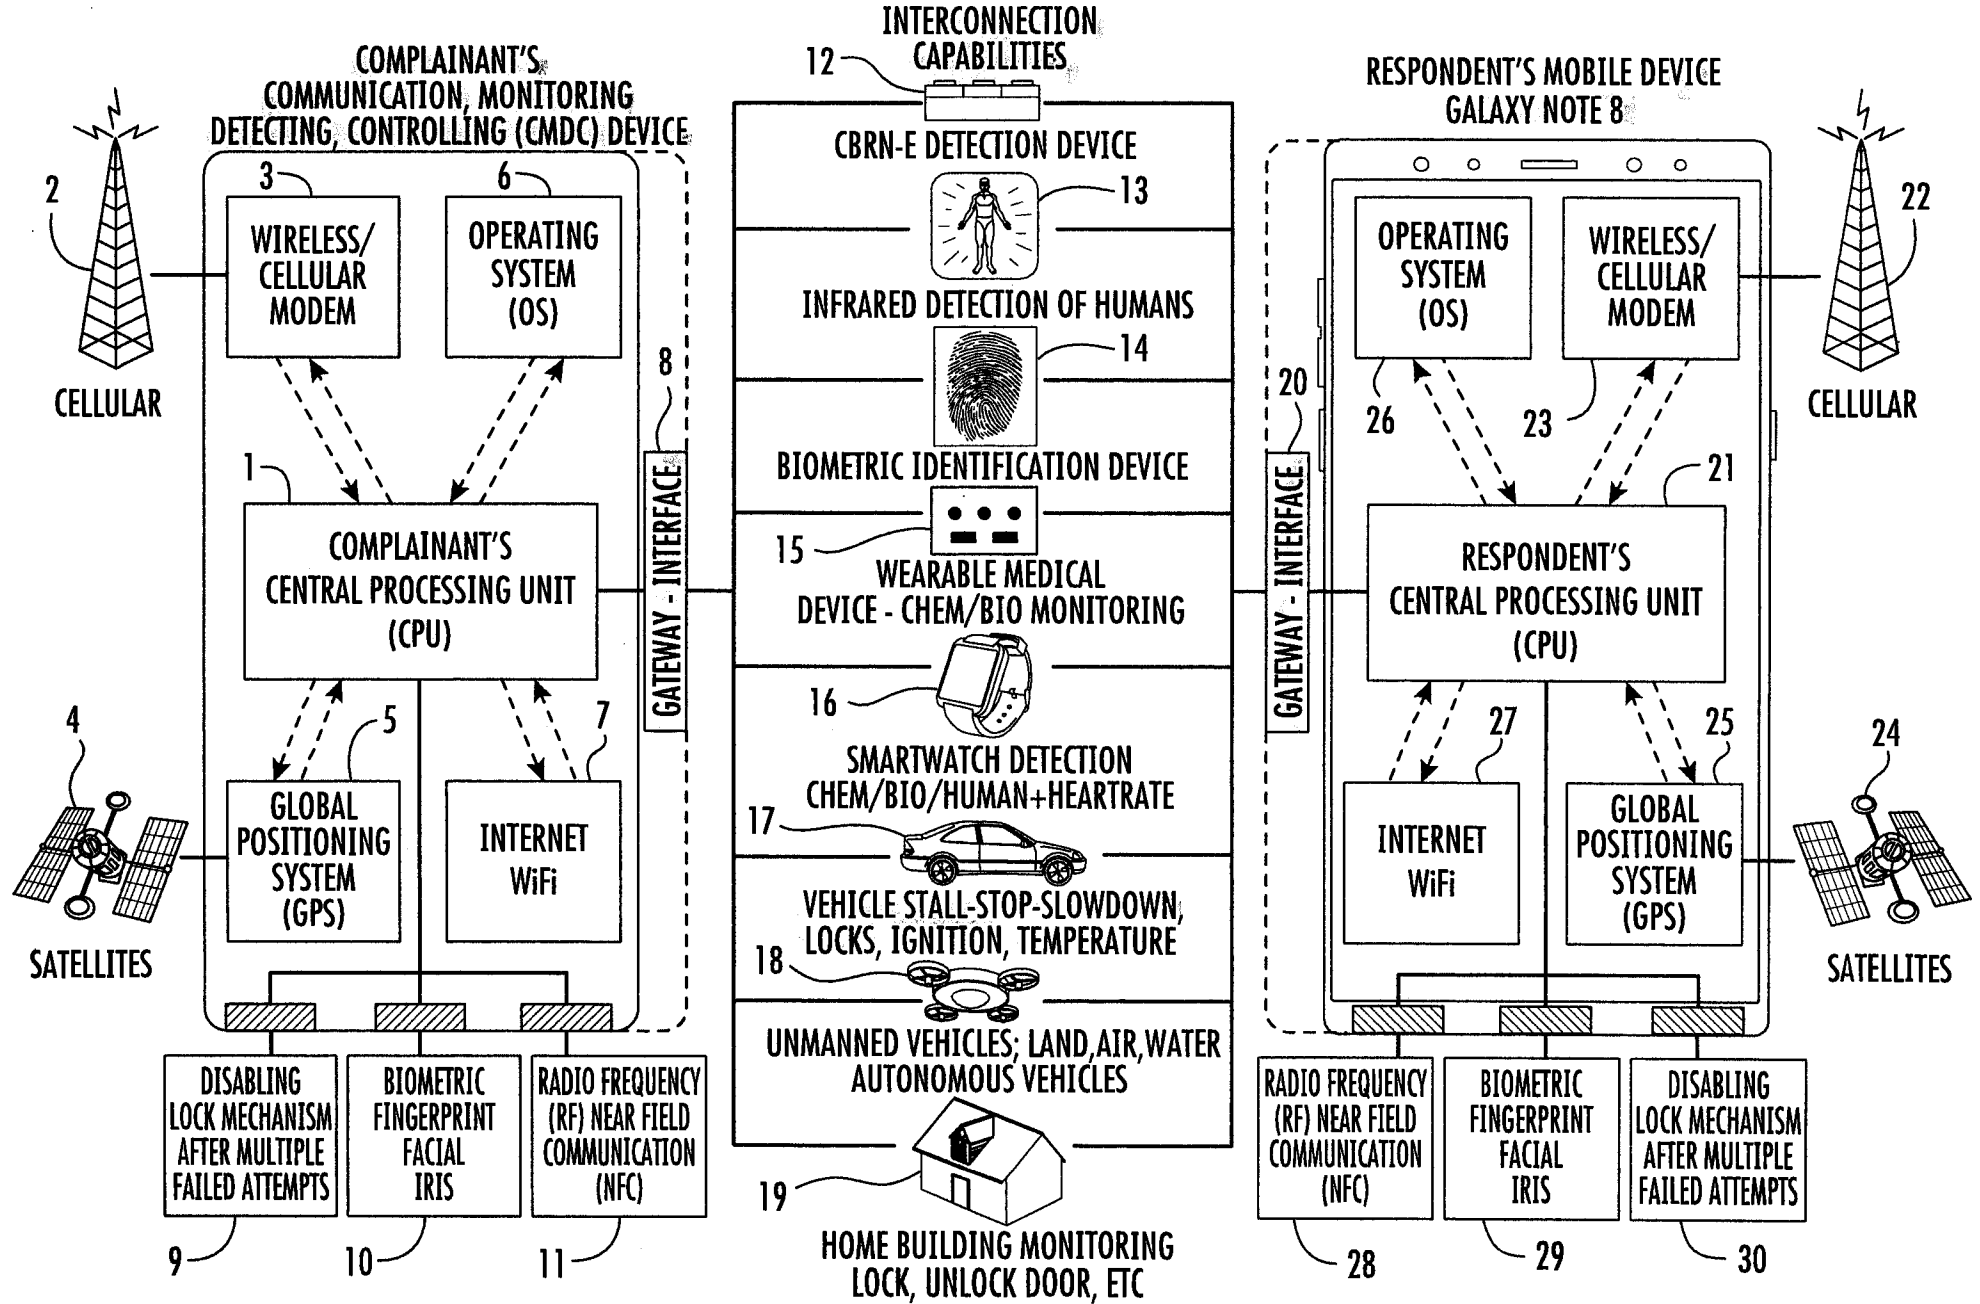 COMPLAINANT'S
COMMUNICATION, MONITORING
DETECTING, CONTROLLING (CMDC) DEVICE
2
CELLULAR
3
WIRELESS/
CELLULAR
MODEM
6
OPERATING
SYSTEM
(OS)
8
GATEWAY - INTERFACE
1
COMPLAINANT'S
CENTRAL PROCESSING UNIT
(CPU)
4
SATELLITES
5
GLOBAL
POSITIONING
SYSTEM
(GPS)
7
INTERNET
WiFi
DISABLING
LOCK MECHANISM
AFTER MULTIPLE
FAILED ATTEMPTS
9
BIOMETRIC
FINGERPRINT
FACIAL
IRIS
10
RADIO FREQUENCY
(RF) NEAR FIELD
COMMUNICATION
(NFC)
11
INTERCONNECTION
CAPABILITIES
12
CBRN-E DETECTION DEVICE
13
INFRARED DETECTION OF HUMANS
14
BIOMETRIC IDENTIFICATION DEVICE
15
WEARABLE MEDICAL
DEVICE - CHEM/BIO MONITORING
16
SMARTWATCH DETECTION
CHEM/BIO/HUMAN+HEARTRATE
17
VEHICLE STALL-STOP-SLOWDOWN,
LOCKS, IGNITION, TEMPERATURE
18
UNMANNED VEHICLES; LAND,AIR,WATER
AUTONOMOUS VEHICLES
19
HOME BUILDING MONITORING
LOCK, UNLOCK DOOR, ETC
RESPONDENT'S MOBILE DEVICE
GALAXY NOTE 8
20
GATEWAY - INTERFACE
OPERATING
SYSTEM
(OS)
26
WIRELESS/
CELLULAR
MODEM
23
22
CELLULAR
21
RESPONDENT'S
CENTRAL PROCESSING UNIT
(CPU)
27
INTERNET
WiFi
25
GLOBAL
POSITIONING
SYSTEM
(GPS)
24
SATELLITES
RADIO FREQUENCY
(RF) NEAR FIELD
COMMUNICATION
(NFC)
28
BIOMETRIC
FINGERPRINT
FACIAL
IRIS
29
DISABLING
LOCK MECHANISM
AFTER MULTIPLE
FAILED ATTEMPTS
30